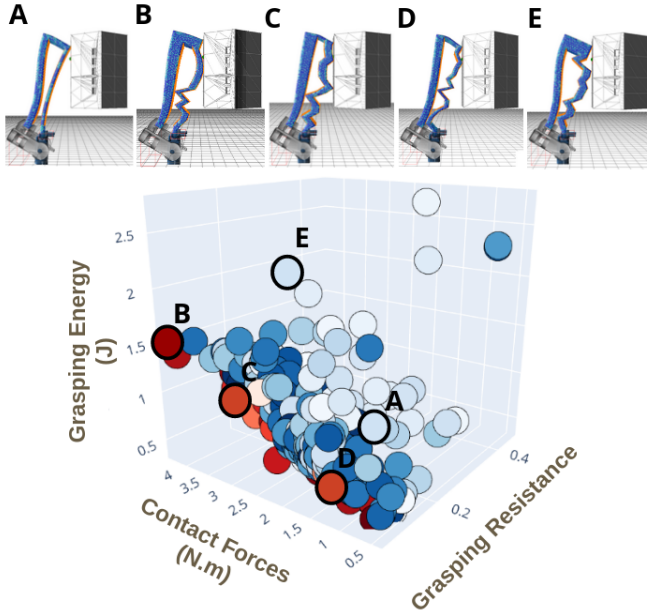 A B C D E
2.5
2
1.5
1
0.5
Grasping Energy
(J)
E
B
C
A
D
4
3.5
3
2.5
2
1.5
1
0.5
Contact Forces
(N.m)
0.2
0.4
Grasping Resistance